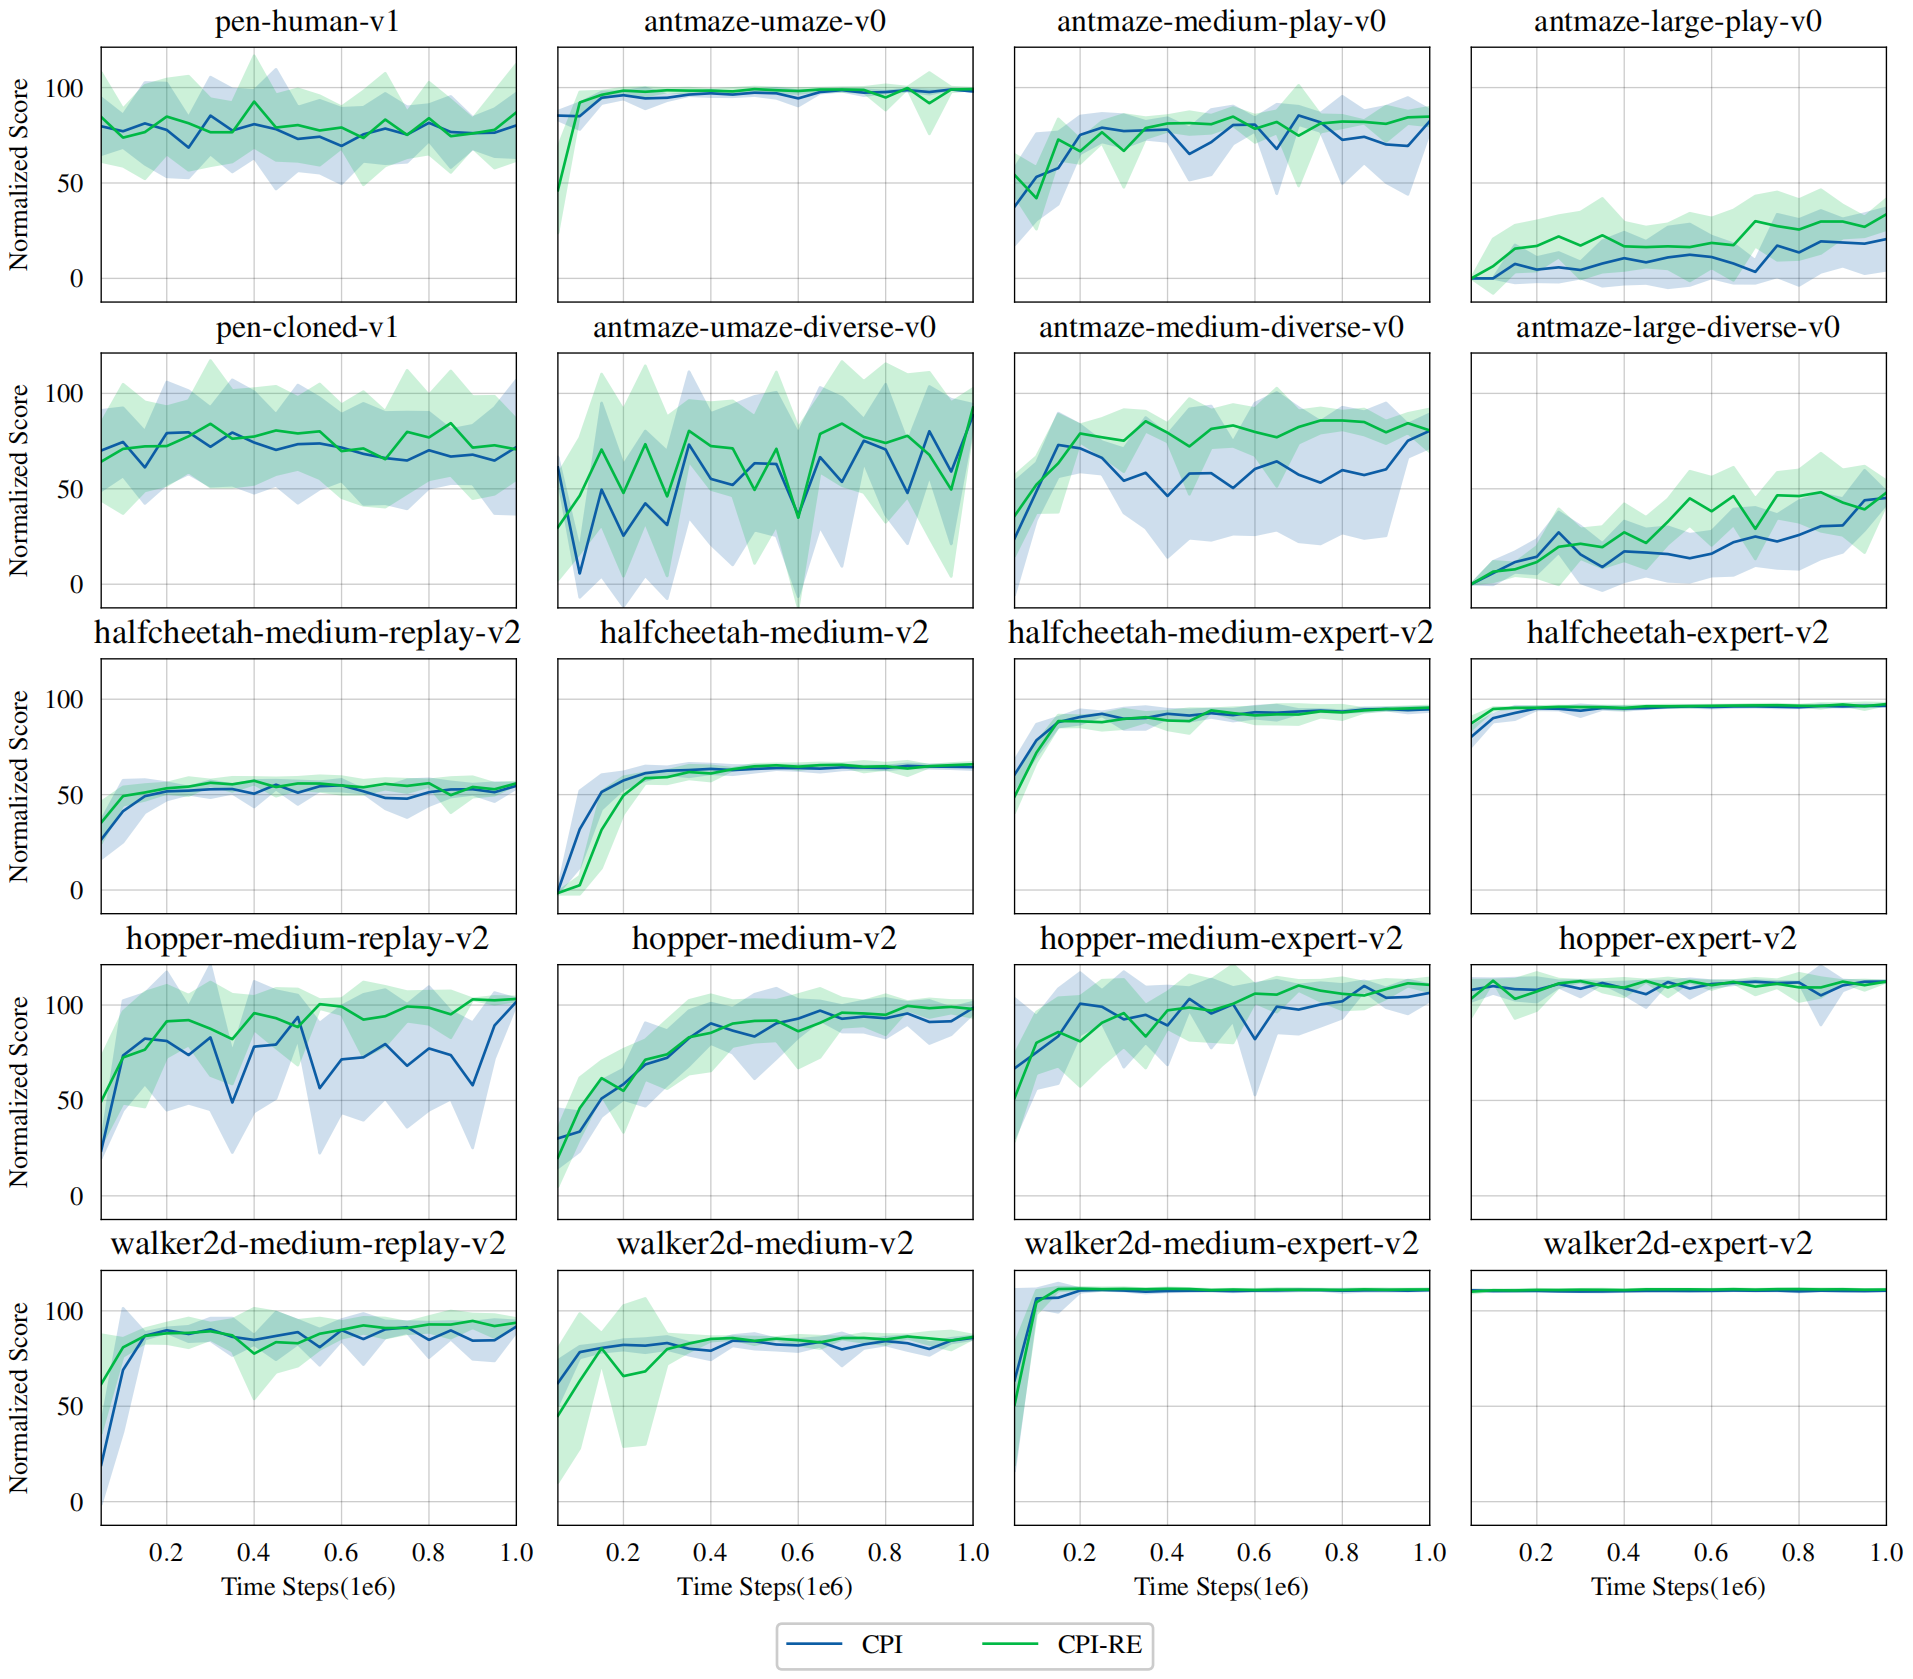 pen-human-v1
antmaze-umaze-v0
antmaze-medium-play-v0
antmaze-large-play-v0
Normalized Score
100
50
0
pen-cloned-v1
antmaze-umaze-diverse-v0
antmaze-medium-diverse-v0
antmaze-large-diverse-v0
Normalized Score
100
50
0
halfcheetah-medium-replay-v2
halfcheetah-medium-v2
halfcheetah-medium-expert-v2
halfcheetah-expert-v2
Normalized Score
100
50
0
hopper-medium-replay-v2
hopper-medium-v2
hopper-medium-expert-v2
hopper-expert-v2
Normalized Score
100
50
0
walker2d-medium-replay-v2
walker2d-medium-v2
walker2d-medium-expert-v2
walker2d-expert-v2
Normalized Score
100
50
0
0.2 0.4 0.6 0.8 1.0
0.2 0.4 0.6 0.8 1.0
0.2 0.4 0.6 0.8 1.0
0.2 0.4 0.6 0.8 1.0
Time Steps(1e6)
Time Steps(1e6)
Time Steps(1e6)
Time Steps(1e6)
CPI
CPI-RE